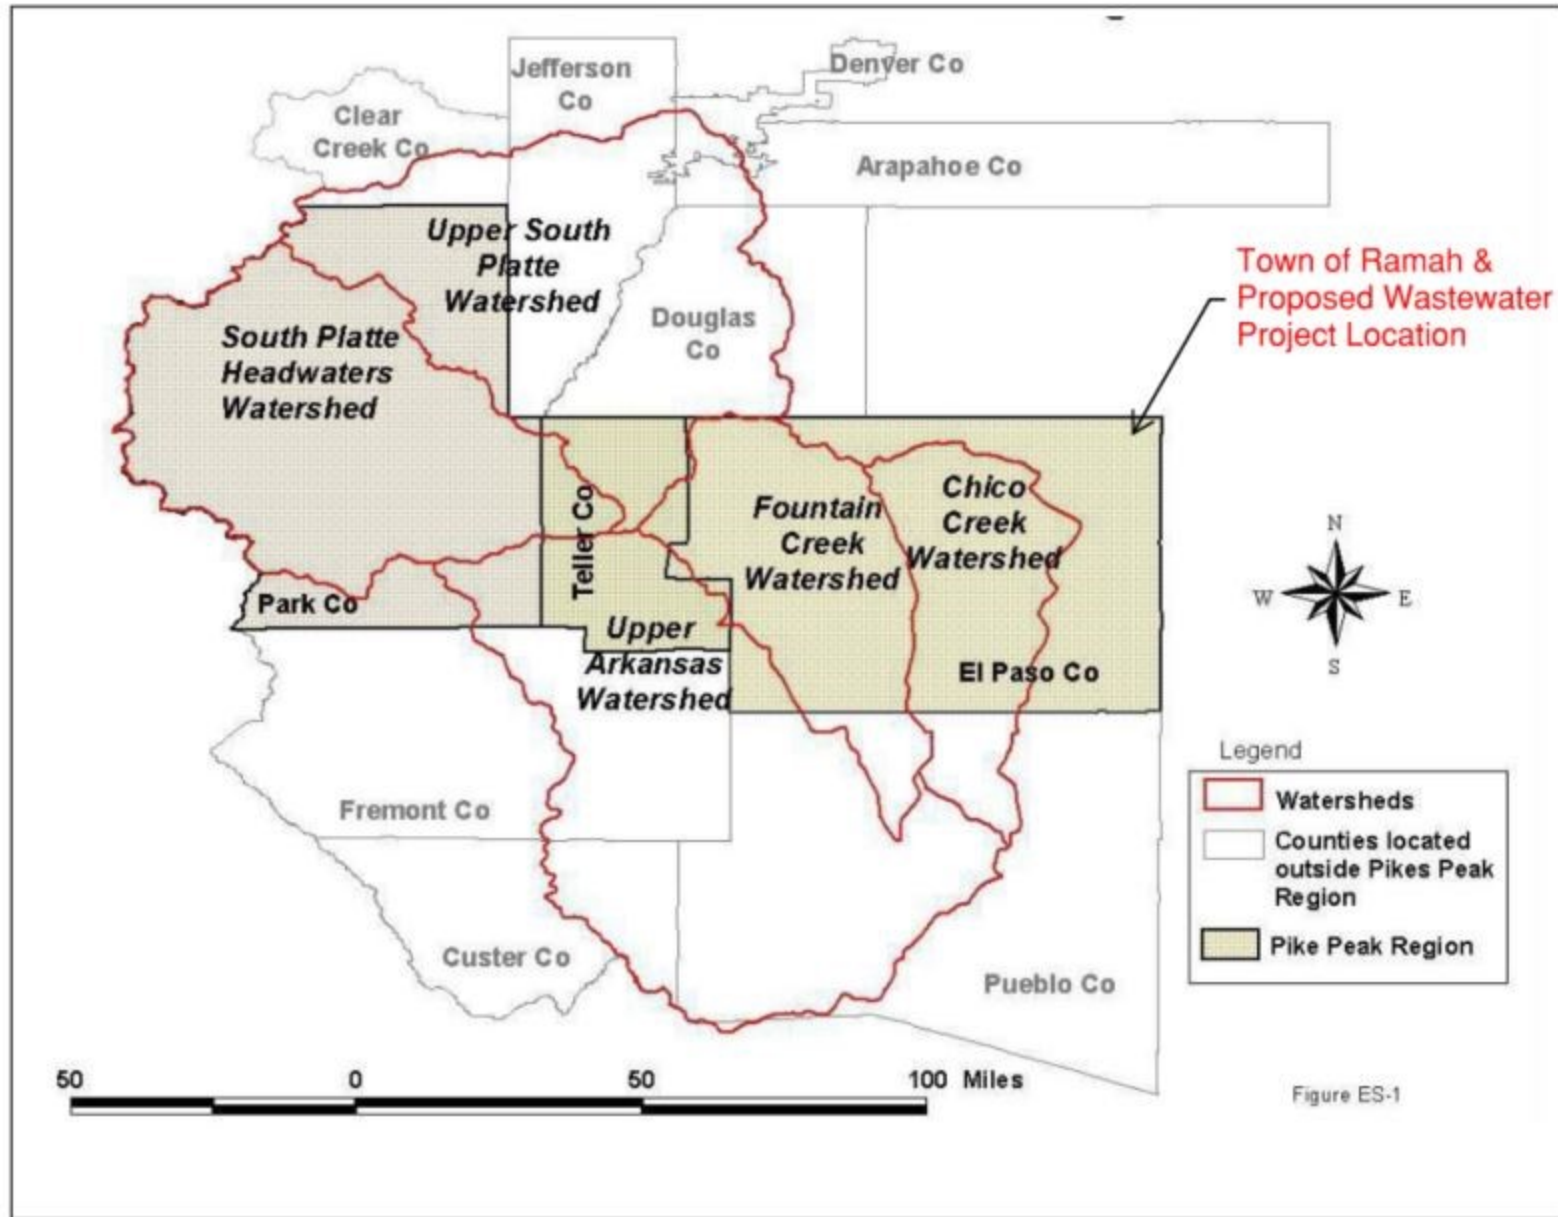 Jefferson
Co
Denver Co
Clear
Creek Co
Arapahoe Co
Upper South
Platte
Watershed
Town of Ramah &
Proposed Wastewater
Project Location
Douglas
Co
South Platte
Headwaters
Watershed
Teller Co
Fountain
Creek
Watershed
Chico
Creek
Watershed
N
W
E
S
Park Co
Upper
Arkansas
Watershed
El Paso Co
Fremont Co
Custer Co
Pueblo Co
Legend
Watersheds
Counties located
outside Pikes Peak
Region
Pike Peak Region
50 0 50 100 Miles
Figure ES-1